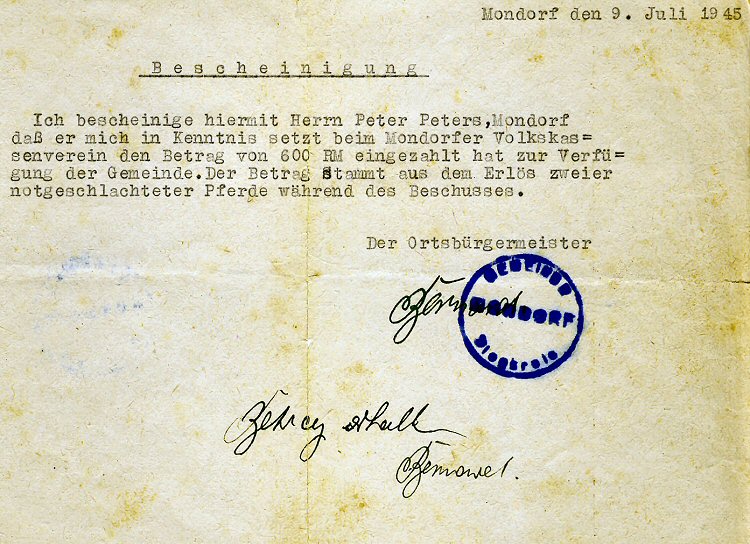 Mondorf den 9. Juli 1945
Bescheinigung
Ich bescheinige hiermit Herrn Peter Peters,Mondorf
daß er mich in Kenntnis setzt beim Mondorfer Volkskas=
senverein den Betrag von 600 RM eingezahlt hat zur Verfü=
gung der Gemeinde.Der Betrag Stammt aus dem Erlös zweier
notgeschlachteter Pferde während des Beschusses.
Der Ortsbürgermeister
GEMEINDE
MONDORF
Siegkreis